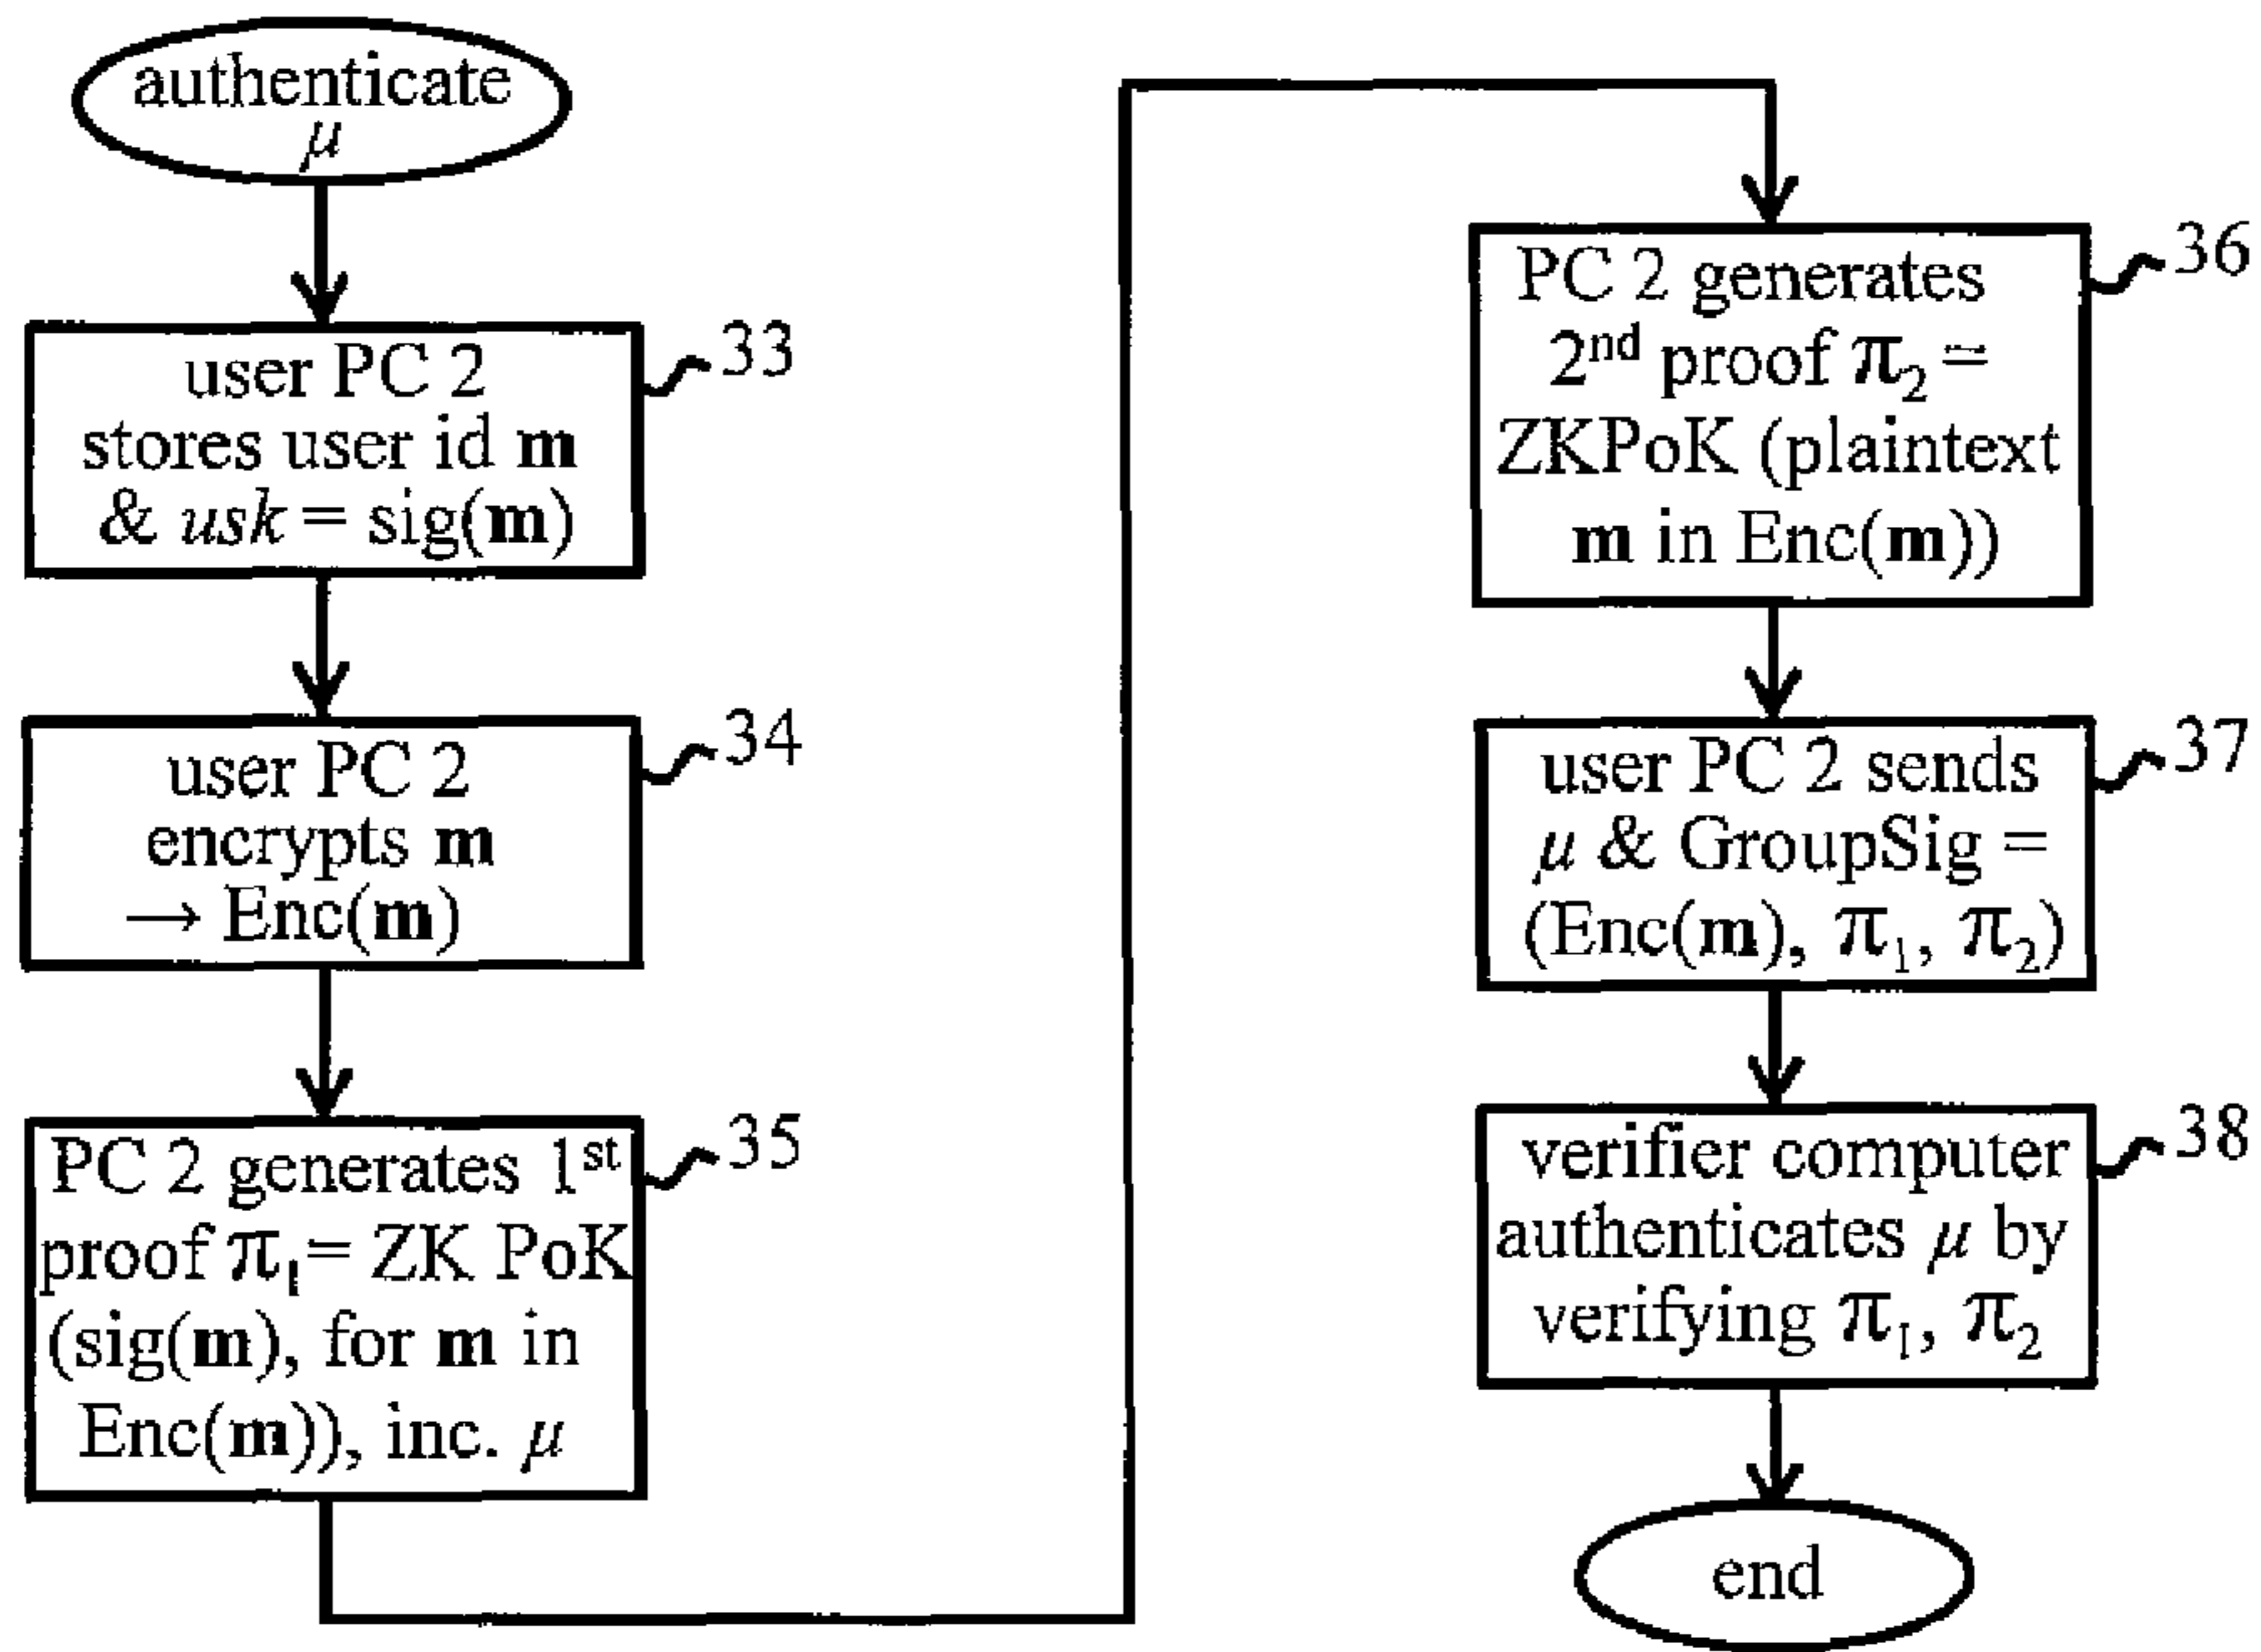 authenticate
μ
user PC 2
stores user id m
& usk = sig(m)
33
user PC 2
encrypts m
→ Enc(m)
34
PC 2 generates 1st
proof π1 = ZK PoK
(sig(m), for m in
Enc(m)), inc. μ
35
PC 2 generates
2nd proof π2 =
ZKPoK (plaintext
m in Enc(m))
36
user PC 2 sends
μ & GroupSig =
(Enc(m), π1, π2)
37
verifier computer
authenticates μ by
verifying π1, π2
38
end